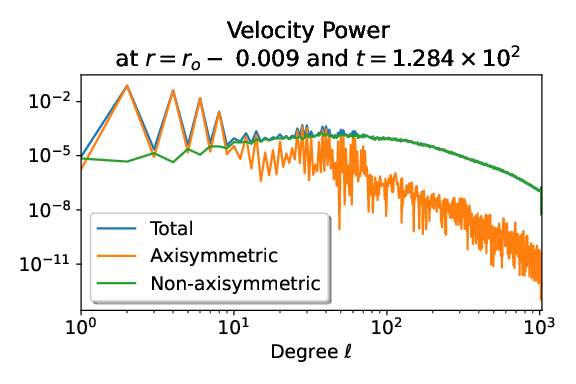 Velocity Power
at r = r_o − 0.009 and t = 1.284 × 10^2
10^−2
10^−5
10^−8
10^−11
Total
Axisymmetric
Non-axisymmetric
10^0 10^1 10^2 10^3
Degree ℓ